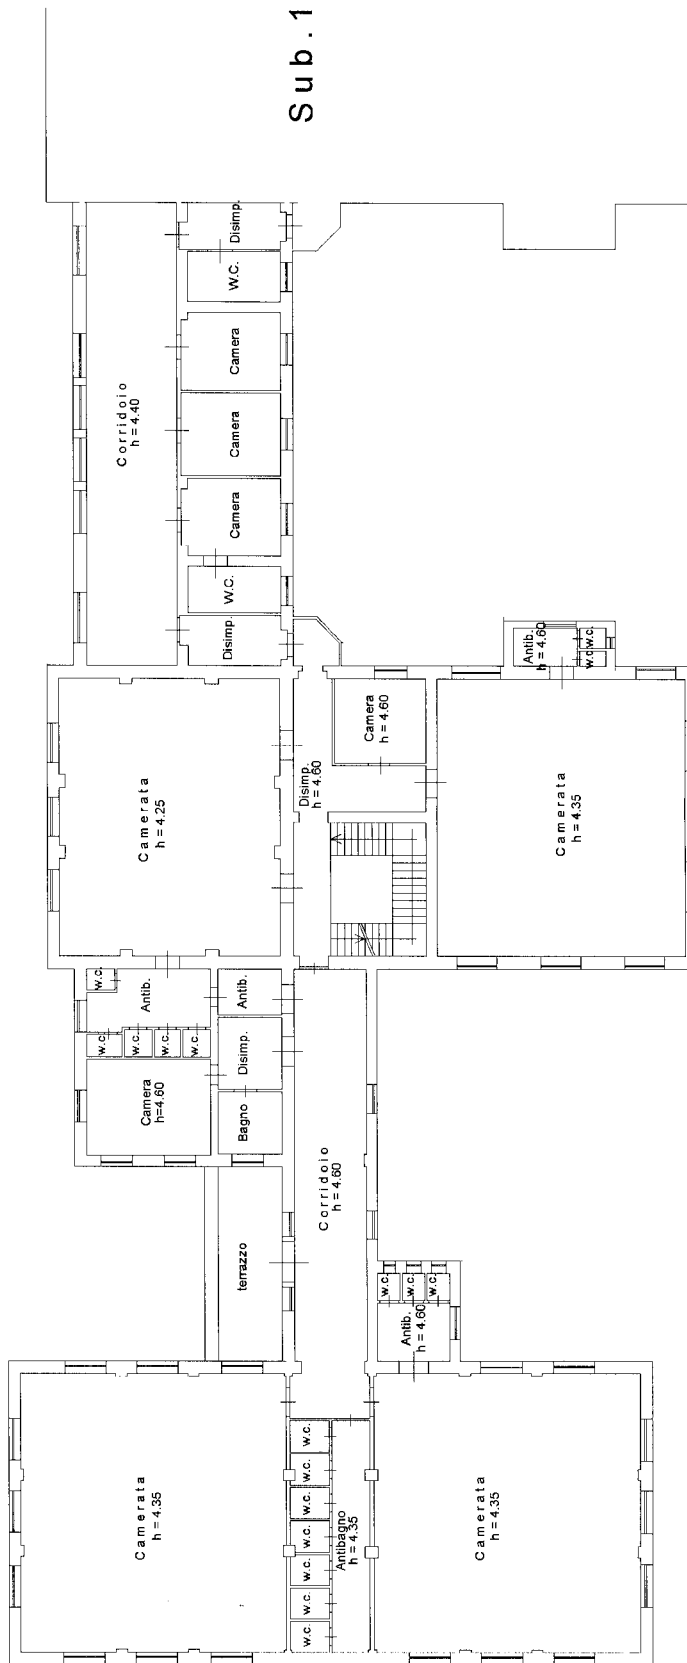 Sub.1
Disimp.
W.C.
Corridoio
h = 4.40
Camera
Camera
Camera
W.C.
Disimp.
Antib.
h = 4.60
W.C.
W.C.
Camera
h = 4.60
Disimp.
h = 4.60
Camerata
h = 4.25
Camerata
h = 4.35
W.C.
Antib.
Antib.
W.C.
W.C.
W.C.
W.C.
Disimp.
Camera
h=4.60
Bagno
Corridoio
h = 4.60
terrazzo
W.C.
W.C.
W.C.
Antib.
h = 4.60
W.C.
W.C.
W.C.
W.C.
W.C.
W.C.
W.C.
Camerata
h = 4.35
Antibagno
h = 4.35
Camerata
h = 4.35